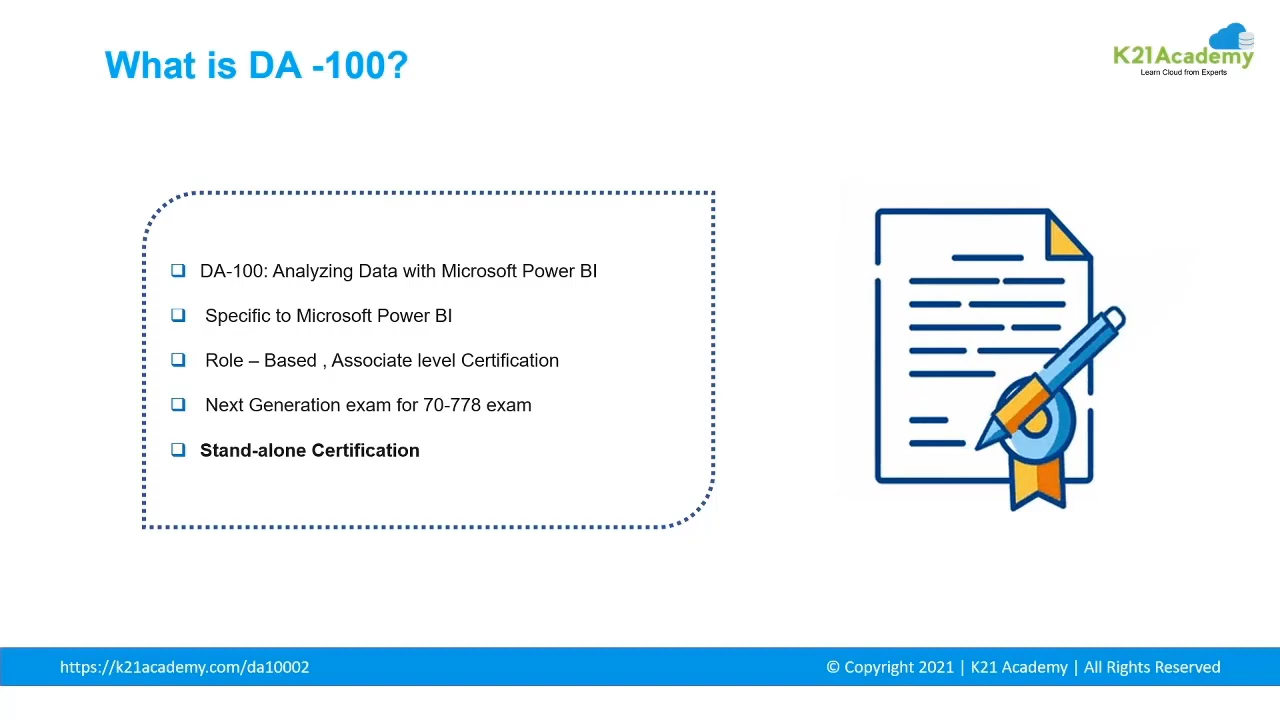 What is DA -100?
K21Academy
Learn Cloud from Experts
DA-100: Analyzing Data with Microsoft Power BI
Specific to Microsoft Power BI
Role – Based , Associate level Certification
Next Generation exam for 70-778 exam
Stand-alone Certification
https://k21academy.com/da10002
© Copyright 2021 | K21 Academy | All Rights Reserved